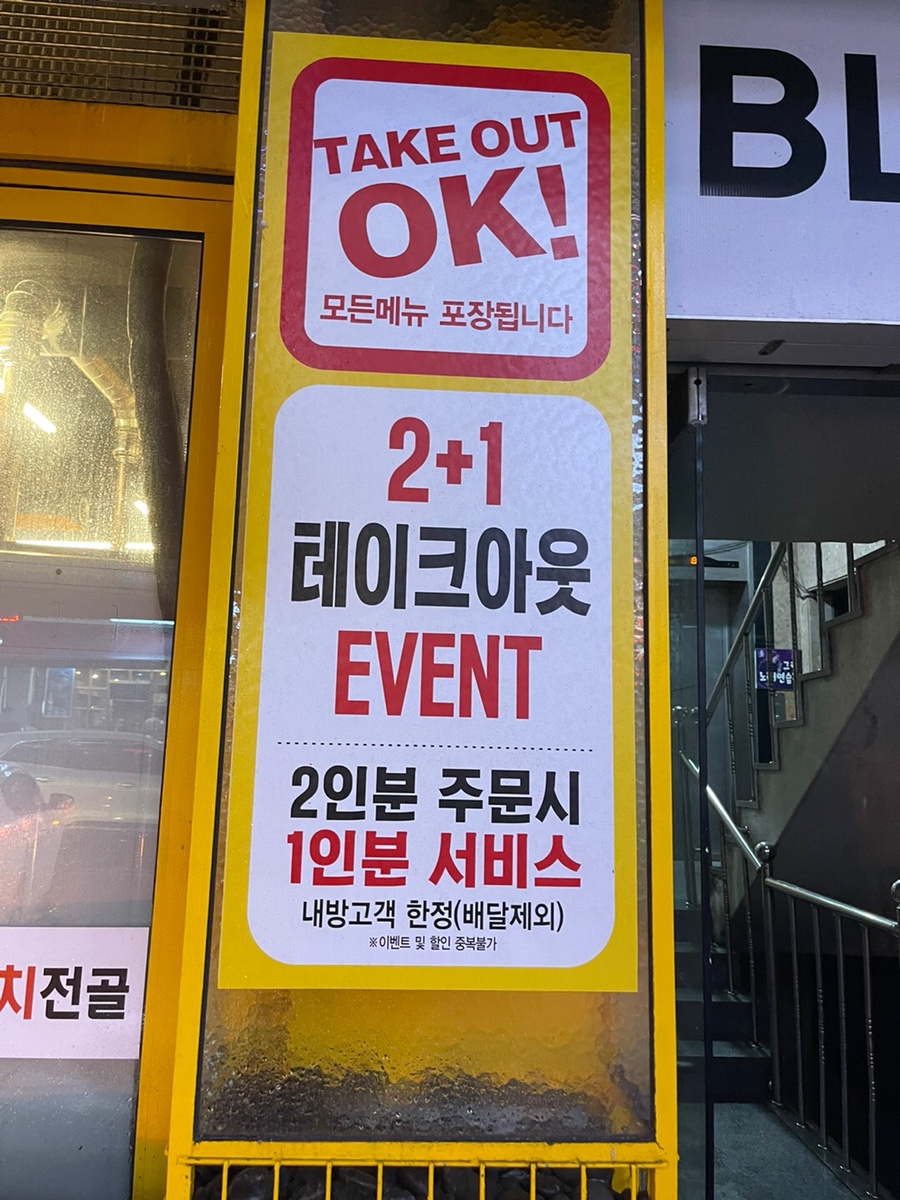 TAKE OUT
OK!
모든메뉴 포장됩니다
2+1
테이크아웃
EVENT
2인분 주문시
1인분 서비스
내방고객 한정(배달제외)
※이벤트 및 할인 중복불가
치전골
BL